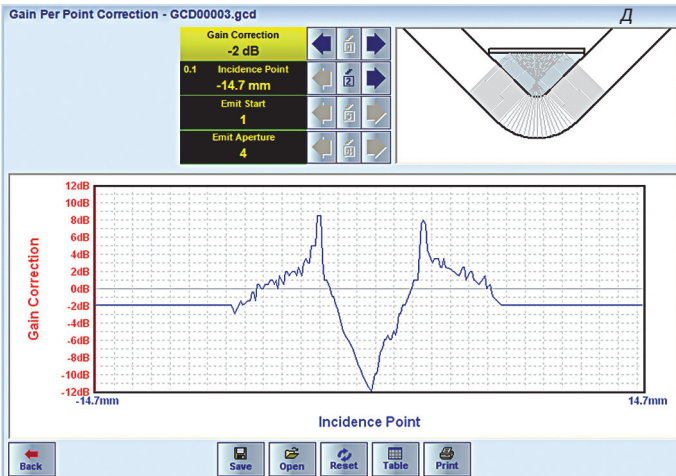 Gain Per Point Correction - GCD00003.gcd
Д
Gain Correction
-2 dB
0.1 Incidence Point
-14.7 mm
2
Emit Start
1
Emit Aperture
4
12dB
10dB
8dB
6dB
4dB
2dB
0dB
-2dB
-4dB
-6dB
-8dB
-10dB
-12dB
Gain Correction
-14.7mm
14.7mm
Incidence Point
Back
Save
Open
Reset
Table
Print